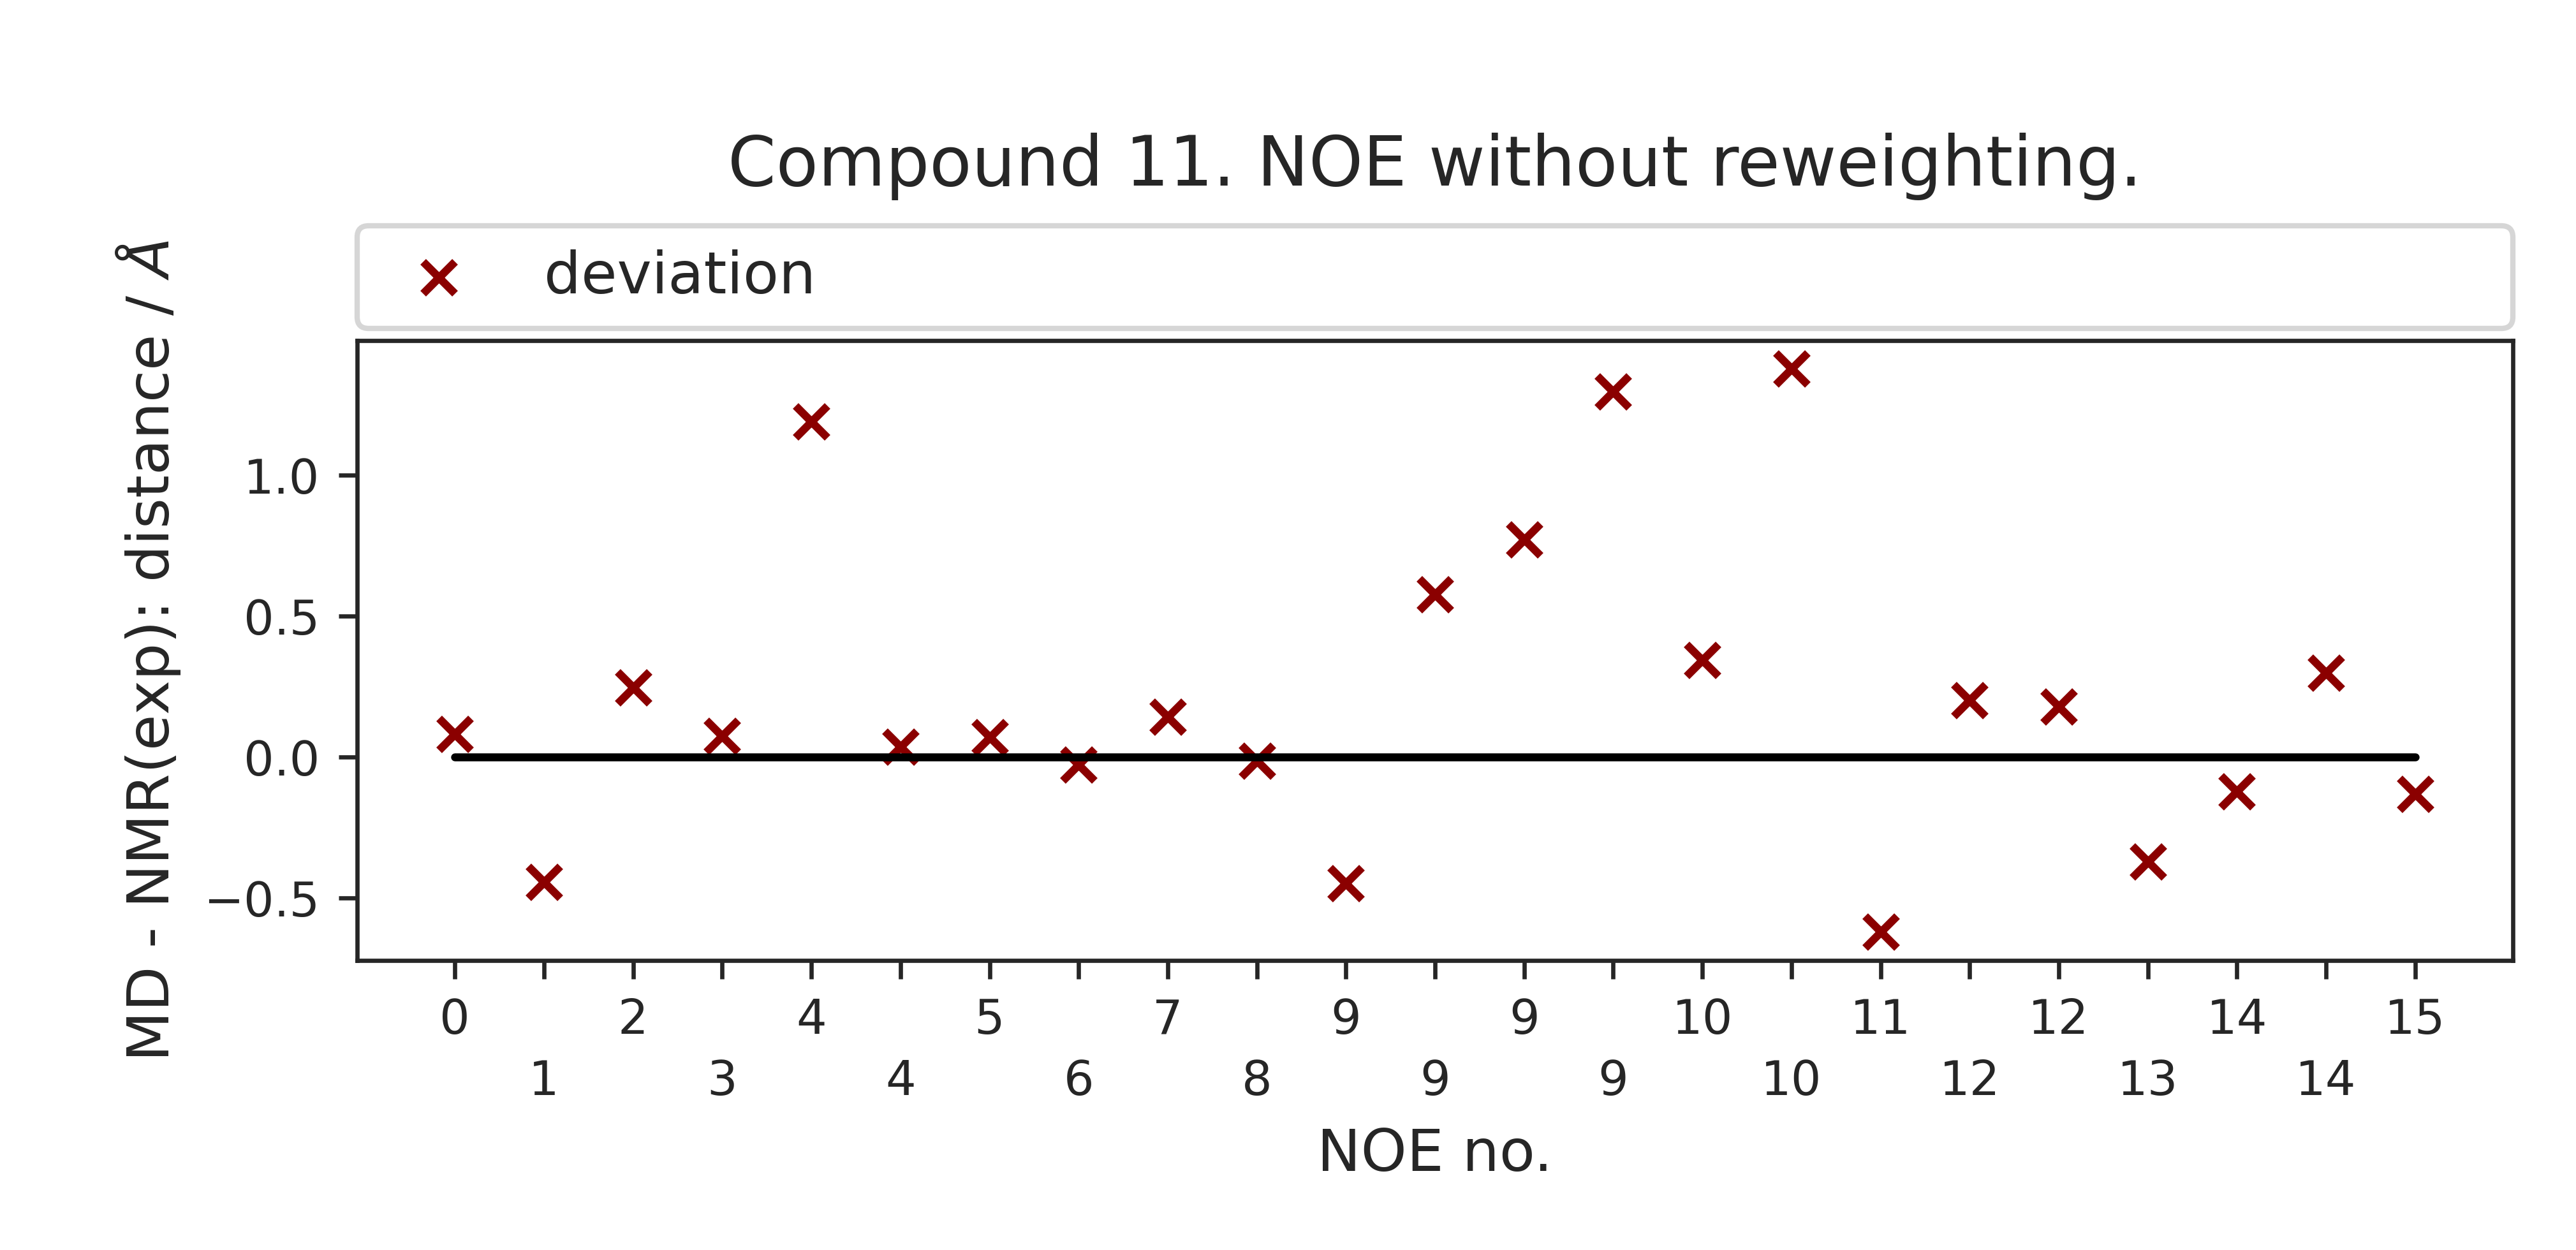 Compound 11. NOE without reweighting.
deviation
MD - NMR(exp): distance / Å
1.0
0.5
0.0
−0.5
0 2 4 5 7 9 9 10 11 12 14 15
1 3 4 6 8 9 9 10 12 13 14
NOE no.